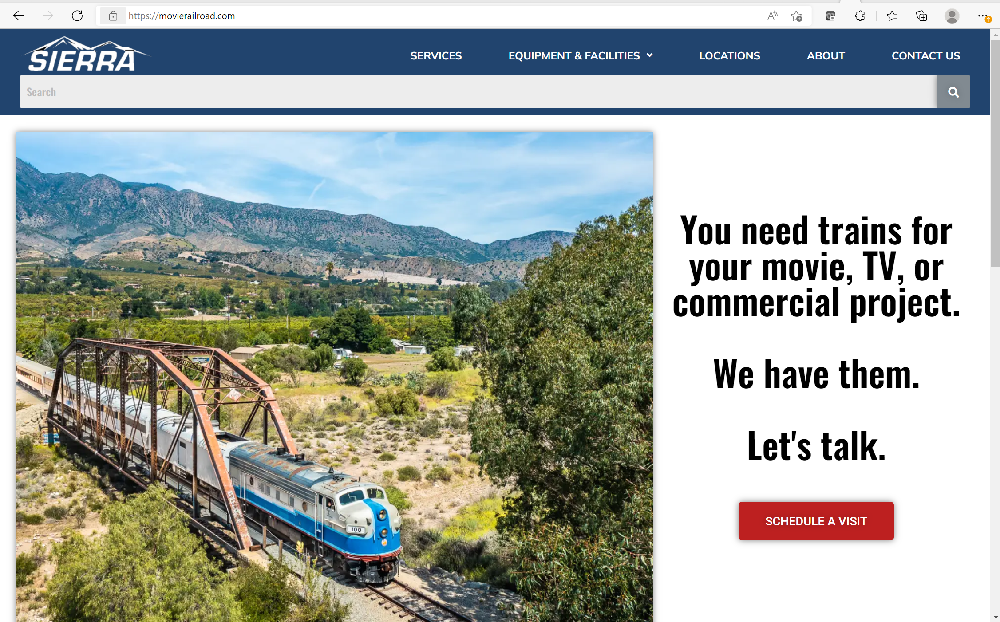 https://movierailroad.com
SIERRA
SERVICES
EQUIPMENT & FACILITIES
LOCATIONS
ABOUT
CONTACT US
Search
You need trains for
your movie, TV, or
commercial project.
We have them.
Let's talk.
SCHEDULE A VISIT
100